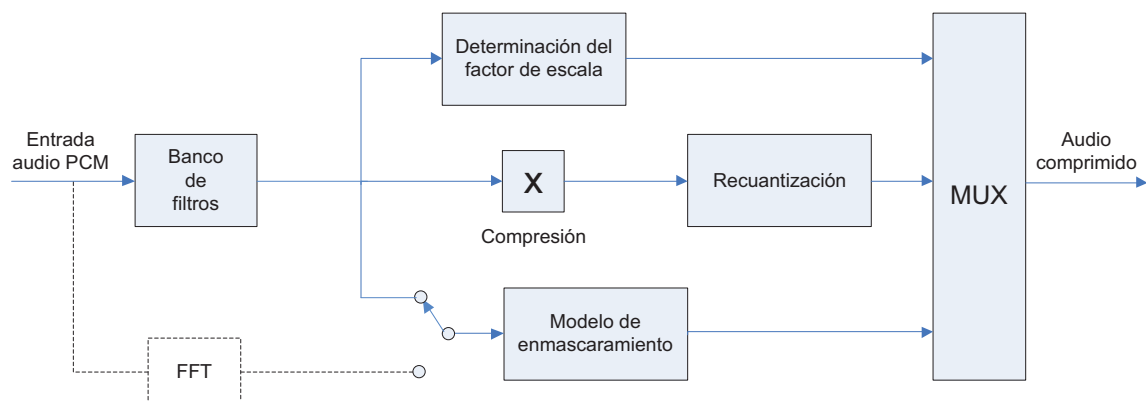 Determinación del
factor de escala
Entrada
audio PCM
Banco
de
filtros
X
Compresión
Recuantización
MUX
Audio
comprimido
Modelo de
enmascaramiento
FFT